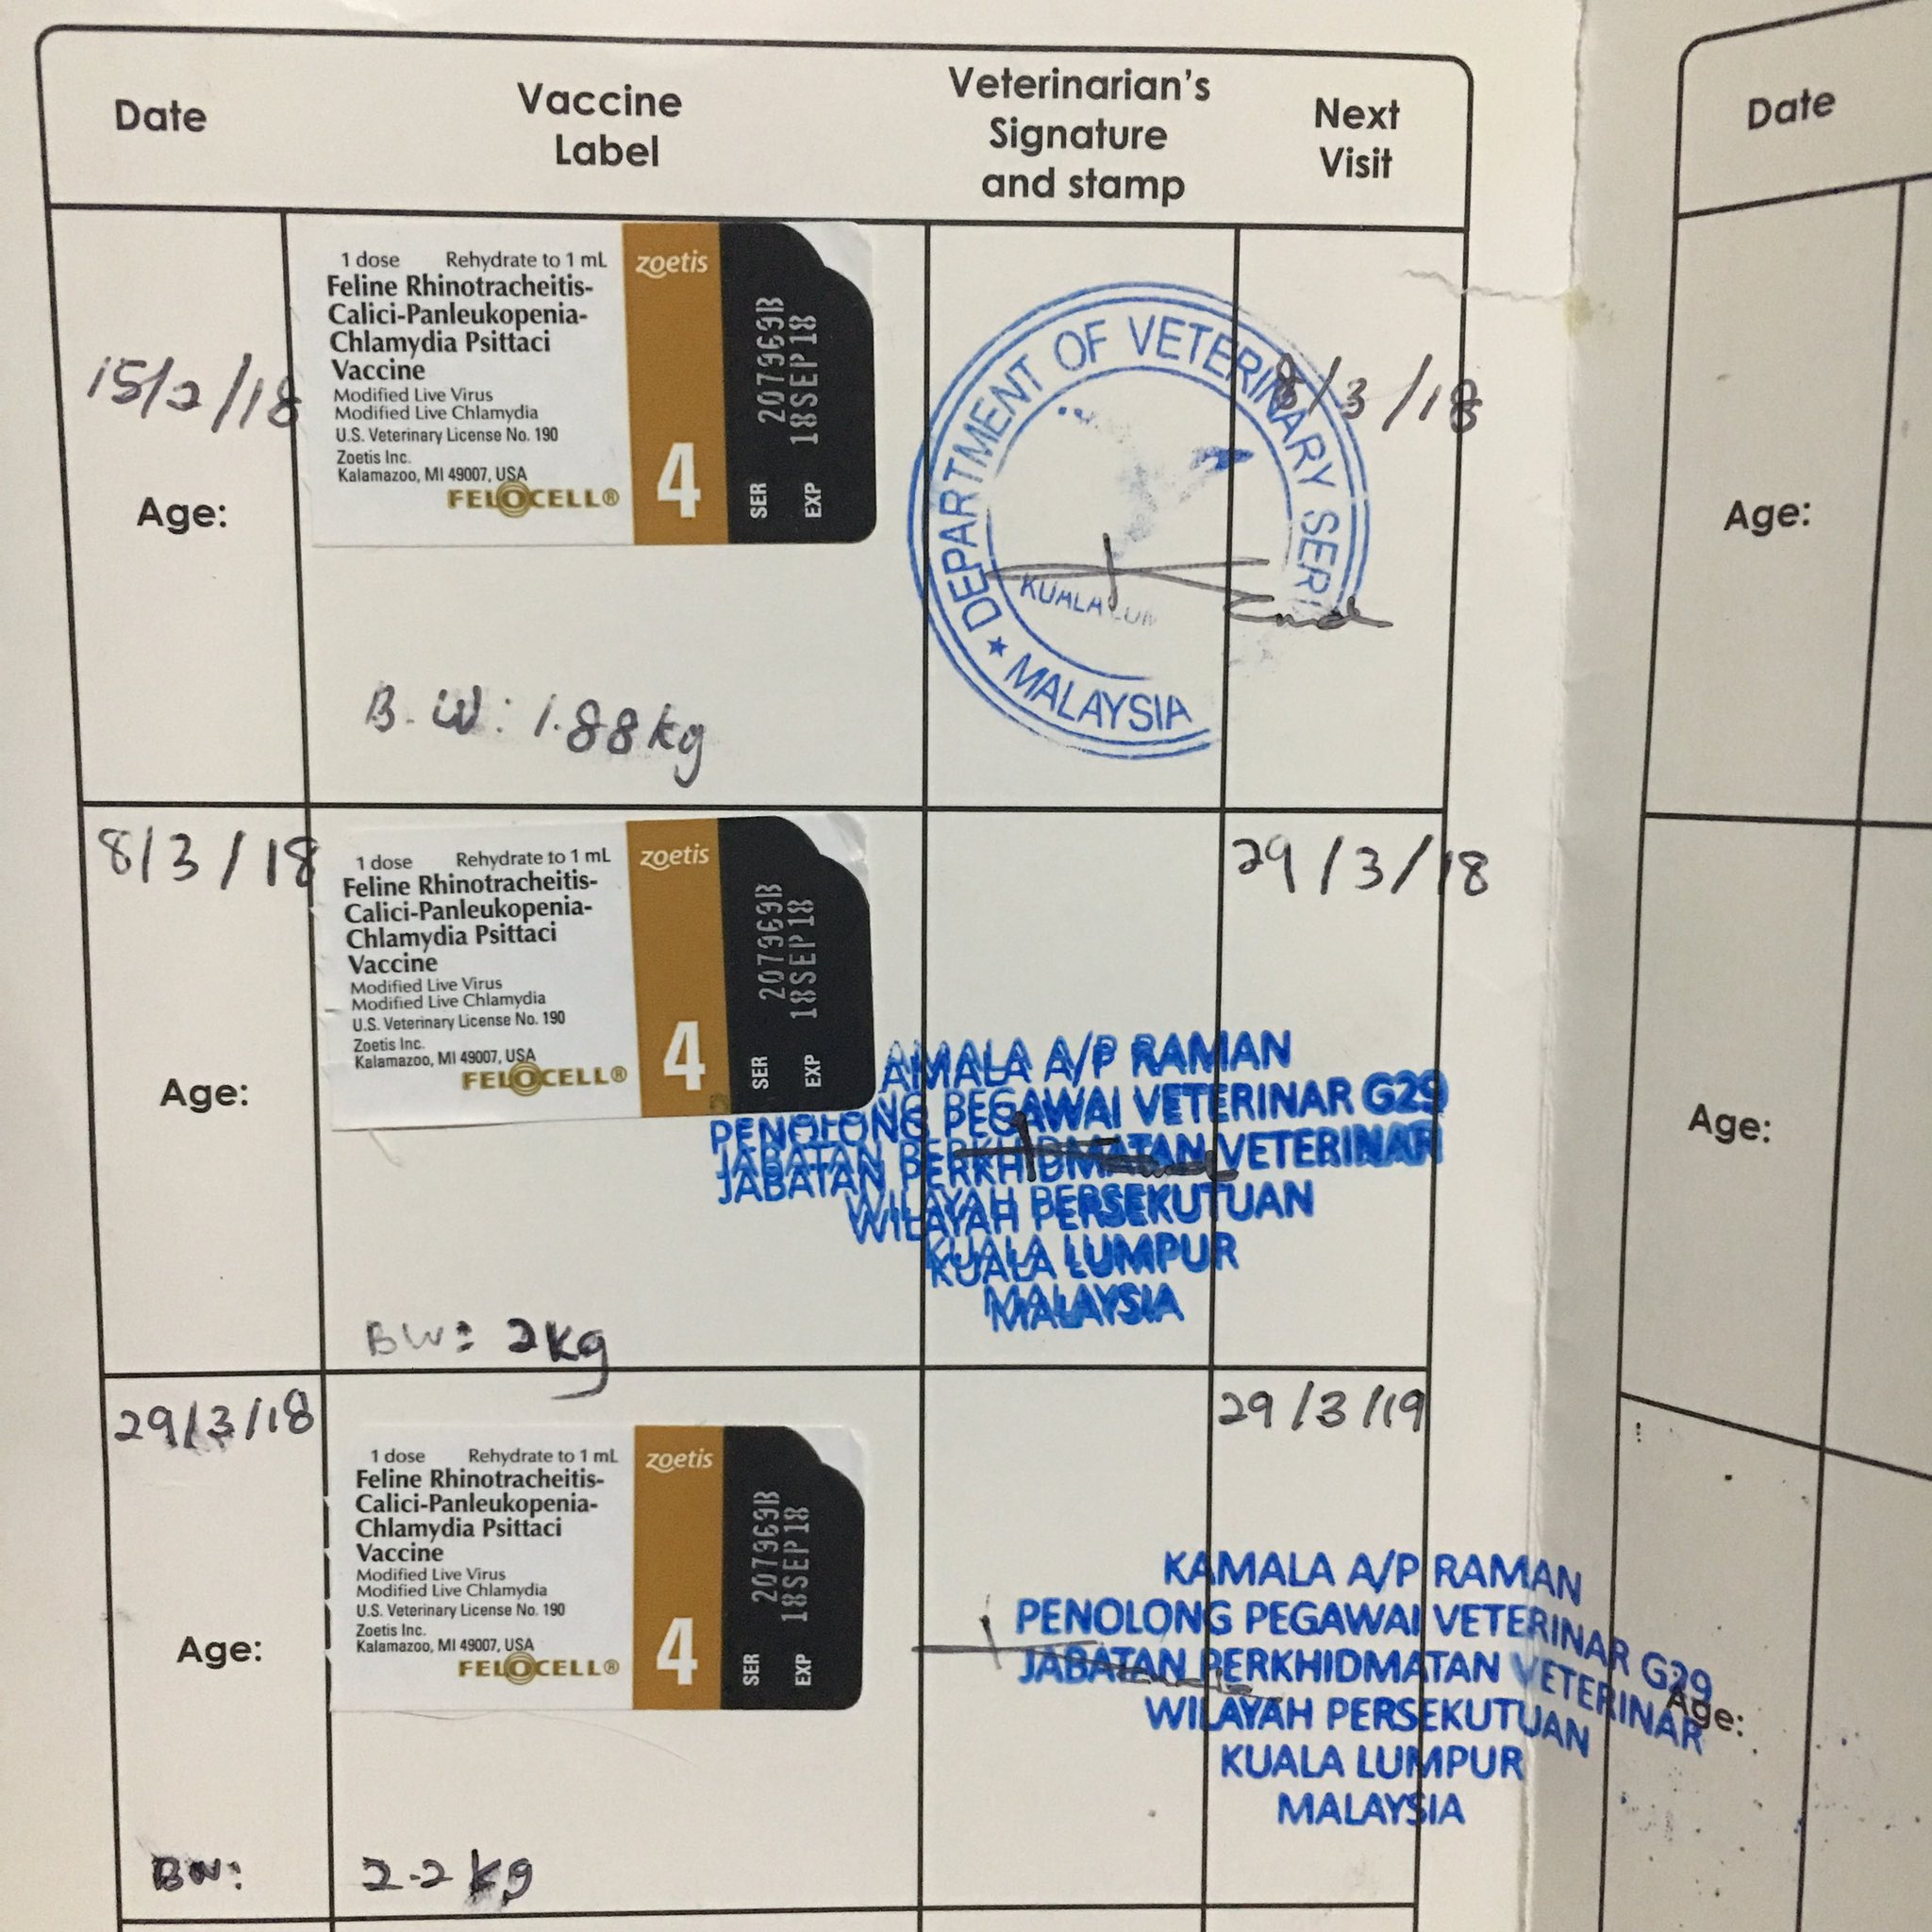 Date
Vaccine
Label
Veterinarian's
Signature
and stamp
Next
Visit
15/2/18
Age:
1 dose Rehydrate to 1 mL
Feline Rhinotracheitis-
Calici-Panleukopenia-
Chlamydia Psittaci
Vaccine
Modified Live Virus
Modified Live Chlamydia
U.S. Veterinary License No. 190
Zoetis Inc.
Kalamazoo, MI 49007, USA
FELOCELL®
zoetis
4
SER 207969B
EXP 18SEP18
B.W: 1.88kg
DEPARTMENT OF VETERINARY SER
MALAYSIA
KUALA LUM
8/3/18
8/3/18
Age:
1 dose Rehydrate to 1 mL
Feline Rhinotracheitis-
Calici-Panleukopenia-
Chlamydia Psittaci
Vaccine
Modified Live Virus
Modified Live Chlamydia
U.S. Veterinary License No. 190
Zoetis Inc.
Kalamazoo, MI 49007, USA
FELOCELL®
zoetis
4
SER 207969B
EXP 18SEP18
BW: 2kg
AMALA A/P RAMAN
PENOLONG PEGAWAI VETERINAR G29
JABATAN PERKHIDMATAN VETERINAR
WILAYAH PERSEKUTUAN
KUALA LUMPUR
MALAYSIA
29/3/18
29/3/18
Age:
1 dose Rehydrate to 1 mL
Feline Rhinotracheitis-
Calici-Panleukopenia-
Chlamydia Psittaci
Vaccine
Modified Live Virus
Modified Live Chlamydia
U.S. Veterinary License No. 190
Zoetis Inc.
Kalamazoo, MI 49007, USA
FELOCELL®
zoetis
4
SER 207969B
EXP 18SEP18
BW: 2.2kg
KAMALA A/P RAMAN
PENOLONG PEGAWAI VETERINAR G29
JABATAN PERKHIDMATAN VETERINAR
WILAYAH PERSEKUTUAN
KUALA LUMPUR
MALAYSIA
29/3/19
Date
Age:
Age:
Age: